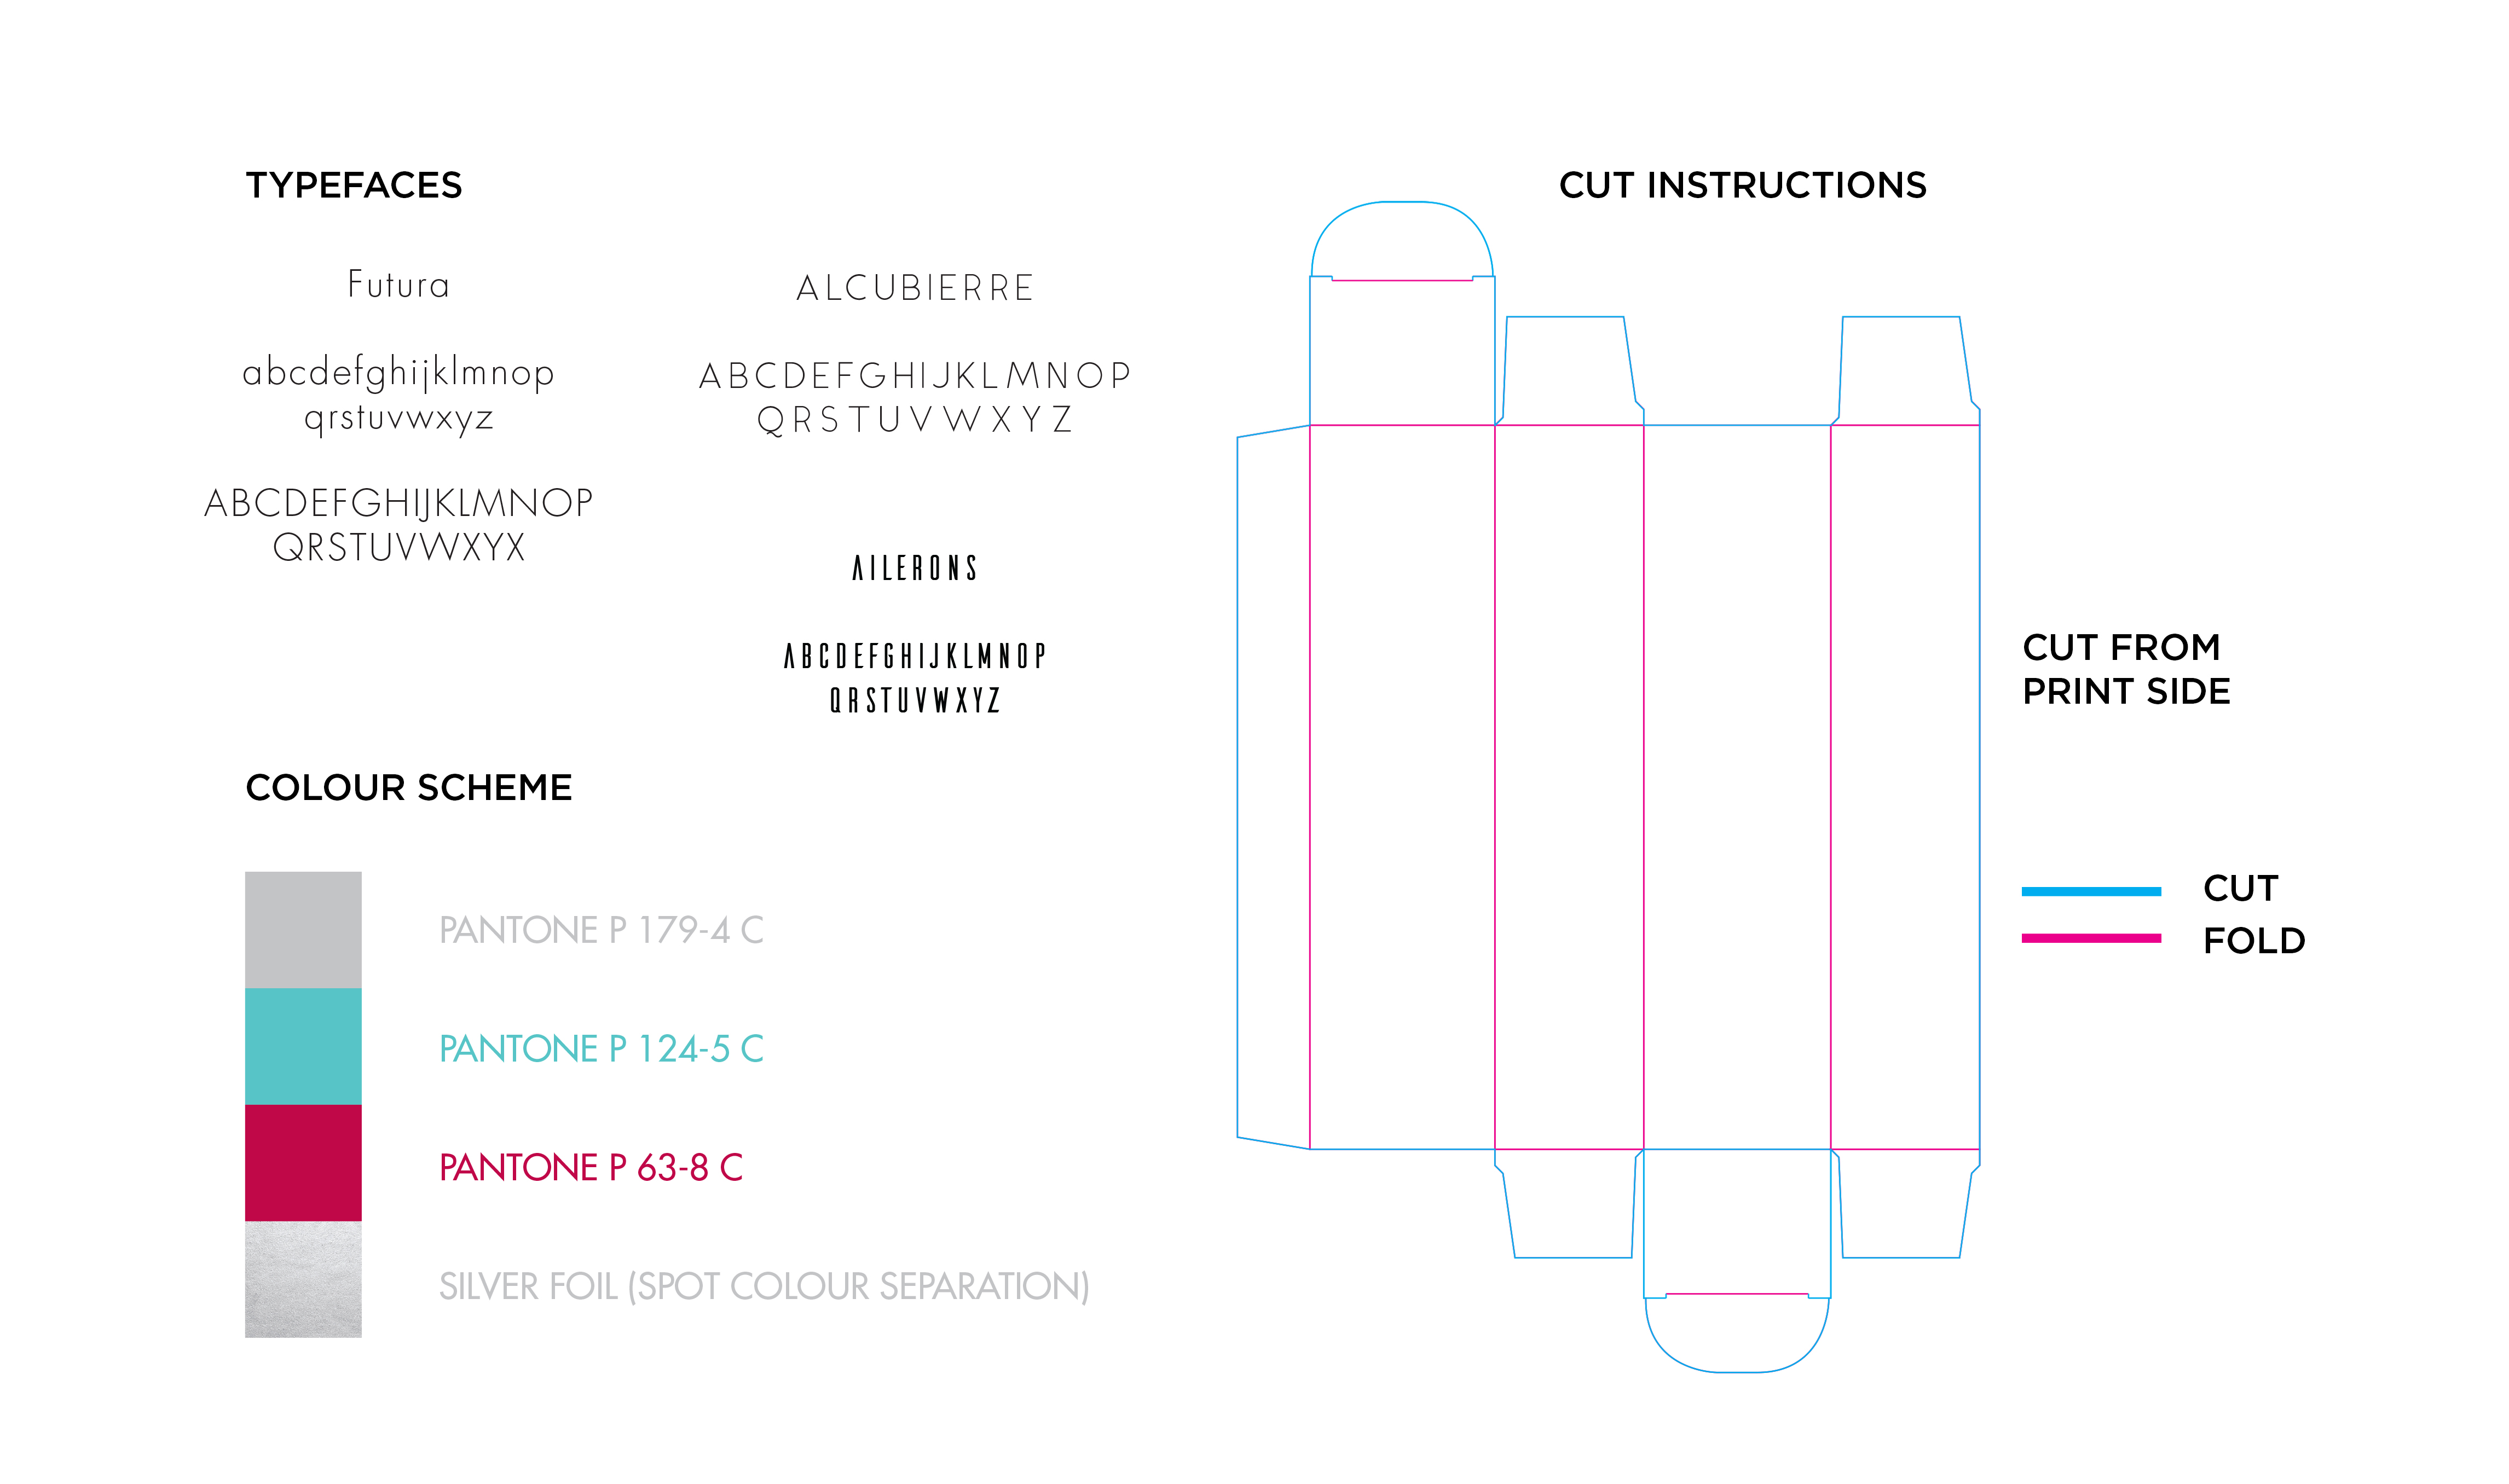 TYPEFACES
Futura
abcdefghijklmnop
qrstuvwxyz
ABCDEFGHIJKLMNOP
QRSTUVWXYX
ALCUBIERRE
ABCDEFGHIJKLMNOP
QRSTUVWXYZ
AILERONS
ABCDEFGHIJKLMNOP
QRSTUVWXYZ
COLOUR SCHEME
PANTONE P 179-4 C
PANTONE P 124-5 C
PANTONE P 63-8 C
SILVER FOIL (SPOT COLOUR SEPARATION)
CUT INSTRUCTIONS
CUT FROM
PRINT SIDE
CUT
FOLD